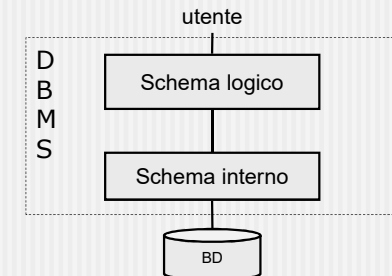 utente
D
B
M
S
Schema logico
Schema interno
BD